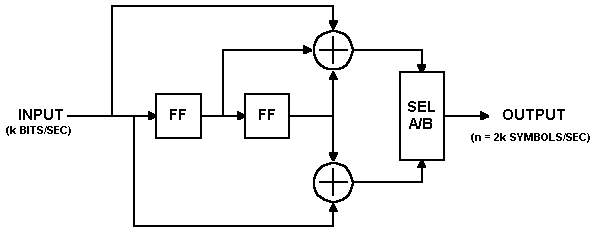 INPUT
(k BITS/SEC)
FF
FF
SEL
A/B
OUTPUT
(n = 2k SYMBOLS/SEC)